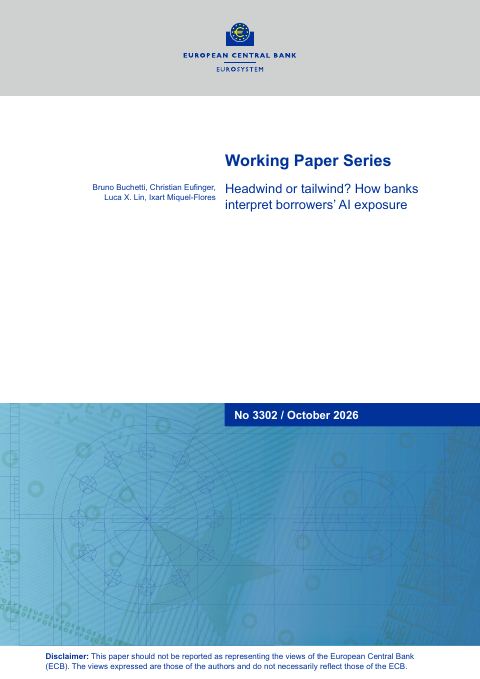 EUROPEAN CENTRAL BANK
EUROSYSTEM
Working Paper Series
Bruno Buchetti, Christian Eufinger,
Luca X. Lin, Ixart Miquel-Flores
Headwind or tailwind? How banks
interpret borrowers' AI exposure
No 3302 / October 2026
Disclaimer: This paper should not be reported as representing the views of the European Central Bank
(ECB). The views expressed are those of the authors and do not necessarily reflect those of the ECB.